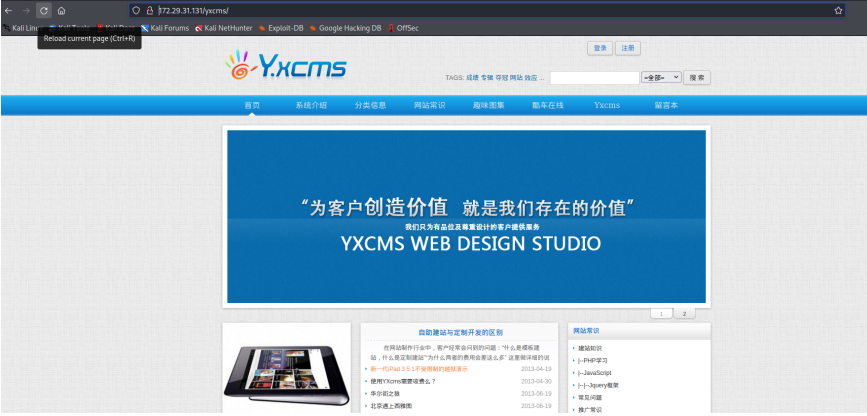 172.29.31.131/yxcms/
Kali Linux Kali Tools Kali Docs Kali Forums Kali NetHunter Exploit-DB Google Hacking DB OffSec
Reload current page (Ctrl+R)
登录 注册
Yxcms
TAGS: 成绩 专辑 夺冠 网站 效应 ... =全部= 搜 索
首页 系统介绍 分类信息 网站常识 趣味图集 酷车在线 Yxcms 留言本
“为客户创造价值 就是我们存在的价值”
我们只为有品位及尊重设计的客户提供服务
YXCMS WEB DESIGN STUDIO
1 2
自助建站与定制开发的区别
在网站制作行业中，客户经常会问到的问题：“什么是模板建
站，什么是定制建站”“为什么两者的费用会差这么多” 这里做详细的说
新一代iPad 3.5.1不受限制的越狱演示 2013-04-19
使用YXcms需要收费么？ 2013-04-30
华尔街之狼 2013-06-19
北京遇上西雅图 2013-06-19
网站常识
建站知识
|--PHP学习
|--JavaScript
|-|--Jquery框架
常见问题
推广常识